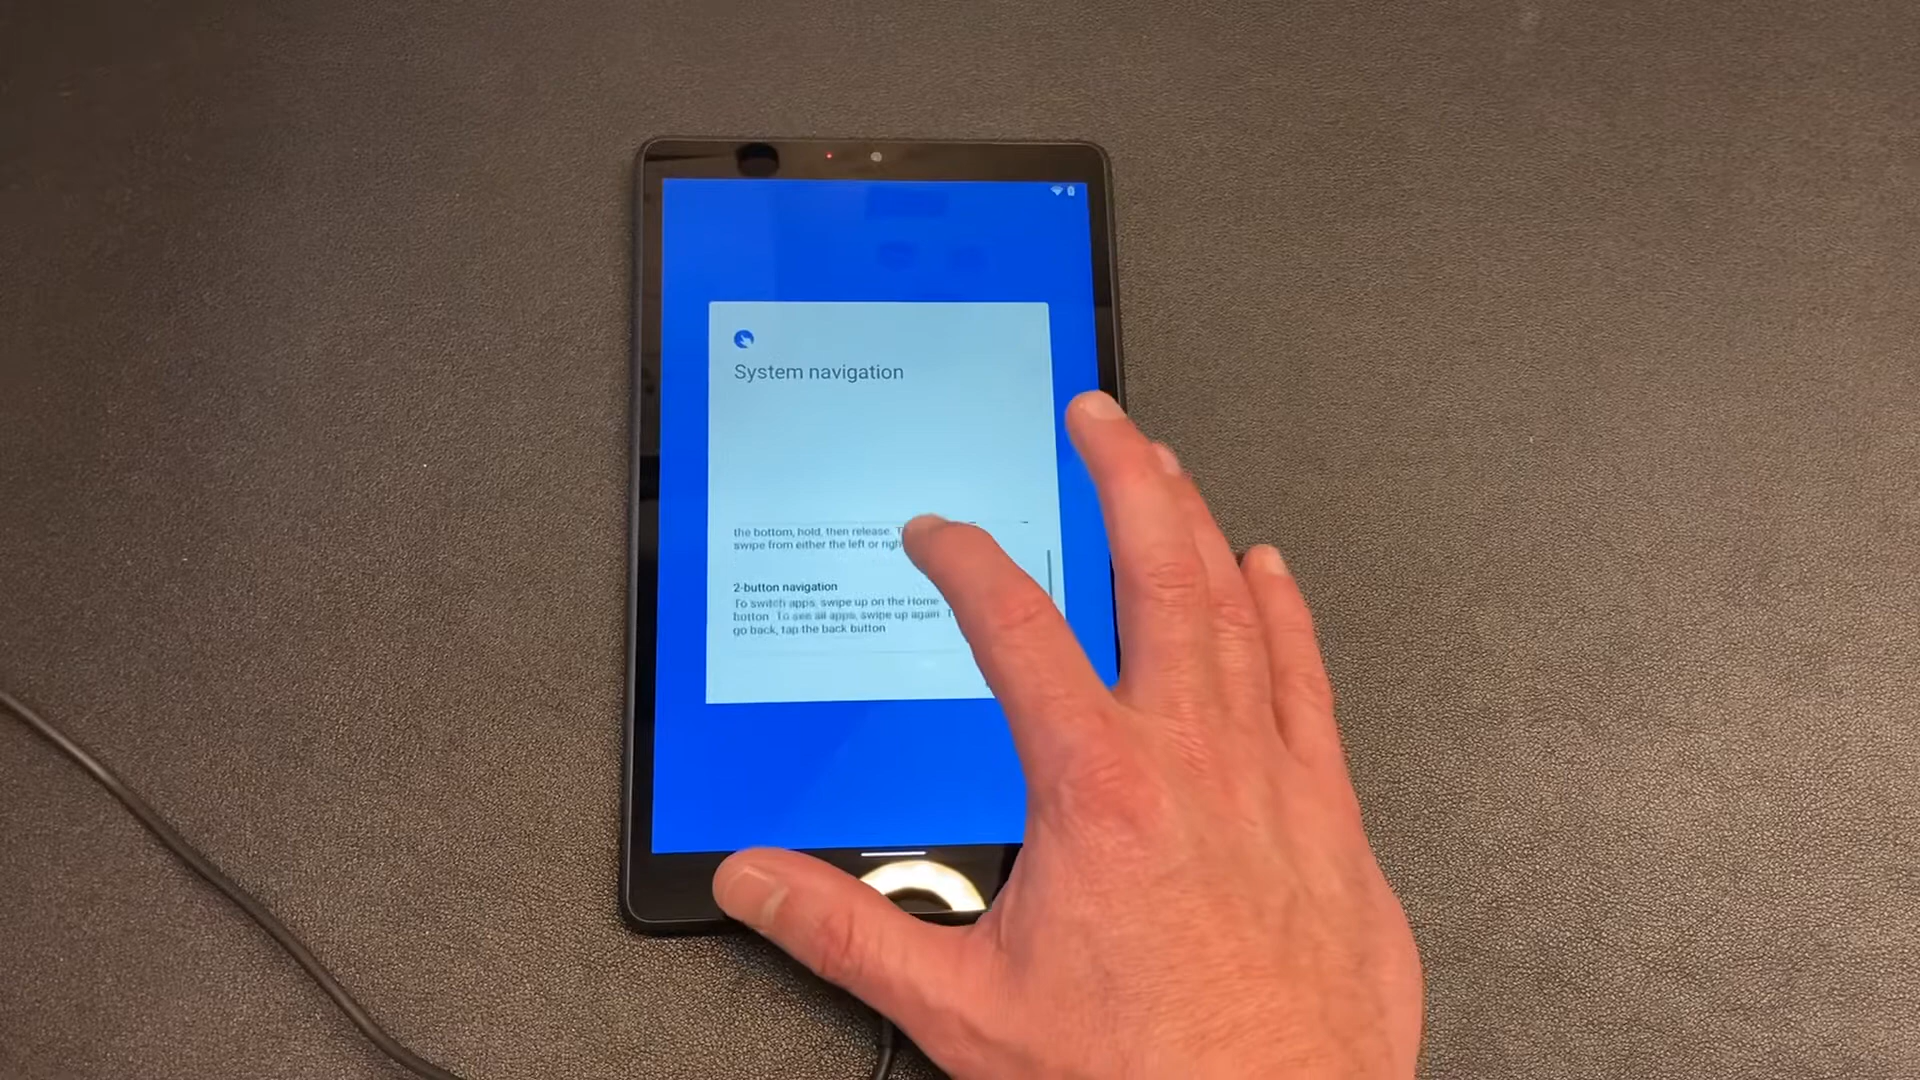 System navigation
the bottom, hold, then release.
swipe from either the left or
2-button navigation
To switch apps, swipe up on the Home
button. To see all apps, swipe up again.
go back, tap the back button